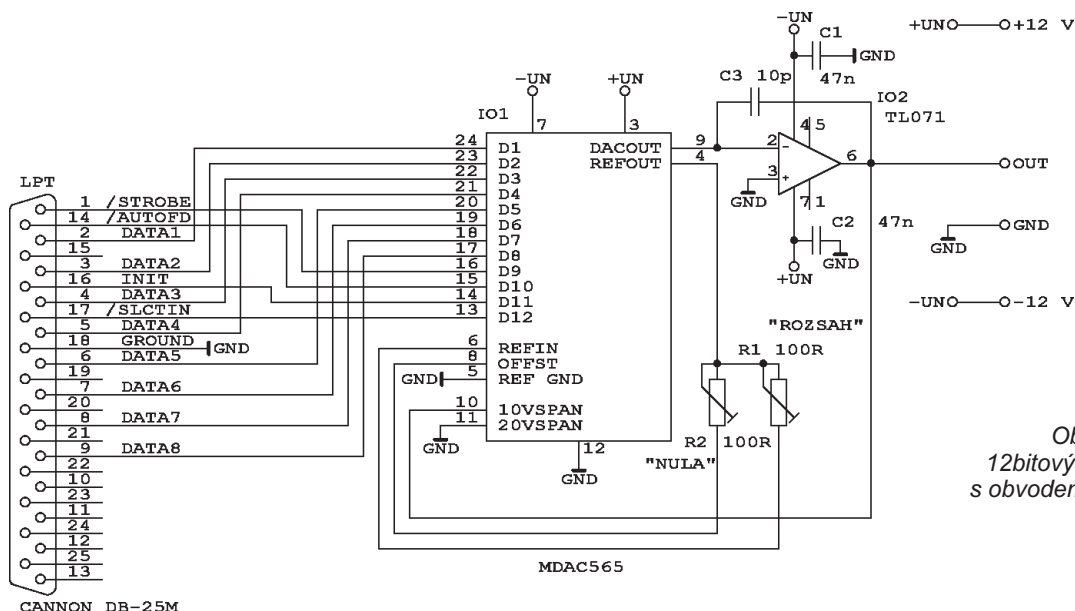 -UN
C1
GND
47n
+UN
+12 V
C3 10p
IO2
TL071
-UN
+UN
IO1
7
3
24 D1
23 D2
22 D3
21 D4
20 D5
19 D6
18 D7
17 D8
16 D9
15 D10
14 D11
13 D12
6 REFIN
8 OFFST
GND 5 REF GND
10 10VSPAN
11 20VSPAN
GND
12
GND
DACOUT 9
REFOUT 4
2 -
3 +
4 5
6
7 1
GND
OUT
C2
47n
GND
+UN
GND
GND
-UN
-12 V
"ROZSAH"
R1 100R
R2 100R
"NULA"
LPT
1 /STROBE
14 /AUTOFD
2 DATA1
15
3 DATA2
16 INIT
4 DATA3
17 /SLCTIN
5 DATA4
18 GROUND GND
6 DATA5
19
7 DATA6
20
8 DATA7
21
9 DATA8
22
10
23
11
24
12
25
13
CANNON DB-25M
MDAC565
Ob
12bitový
s obvodem